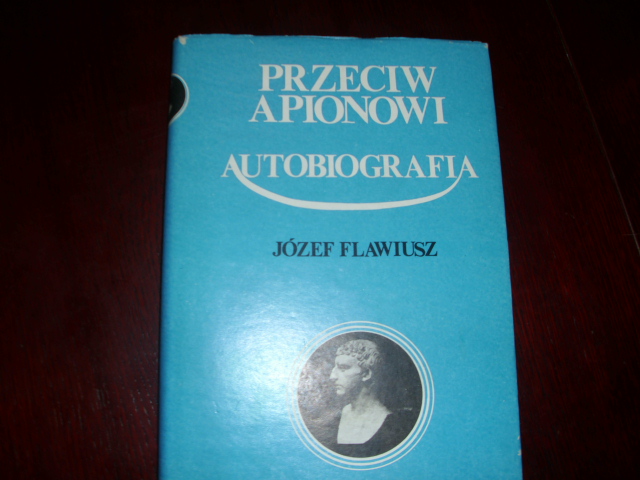 PRZECIW
APIONOWI
AUTOBIOGRAFIA
JÓZEF FLAWIUSZ